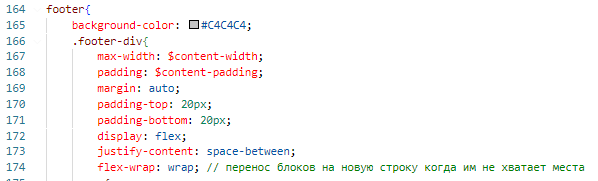 164 footer{
165 background-color: #C4C4C4;
166 .footer-div{
167 max-width: $content-width;
168 padding: $content-padding;
169 margin: auto;
170 padding-top: 20px;
171 padding-bottom: 20px;
172 display: flex;
173 justify-content: space-between;
174 flex-wrap: wrap; // перенос блоков на новую строку когда им не хватает места